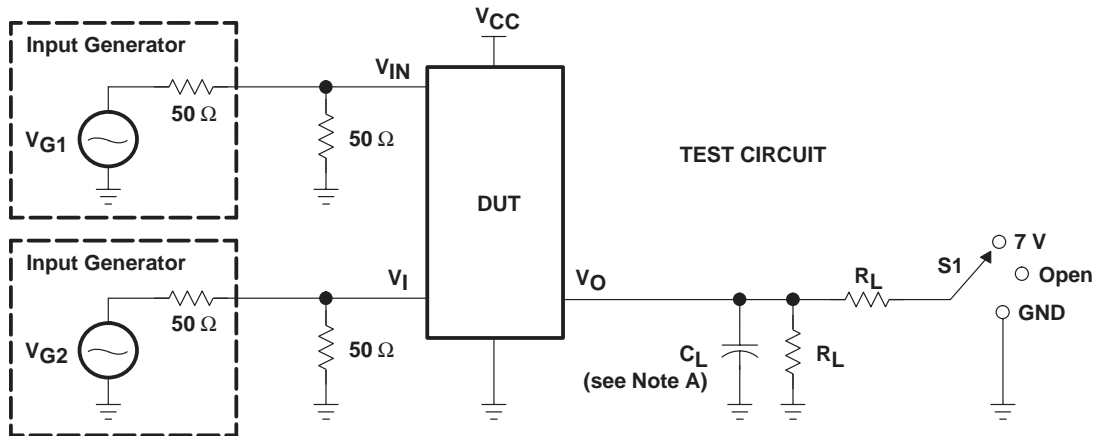 VCC
Input Generator
VIN
50 Ω
VG1
50 Ω
TEST CIRCUIT
DUT
Input Generator
VI
VO
50 Ω
VG2
50 Ω
CL
(see Note A)
RL
RL
S1
7 V
Open
GND